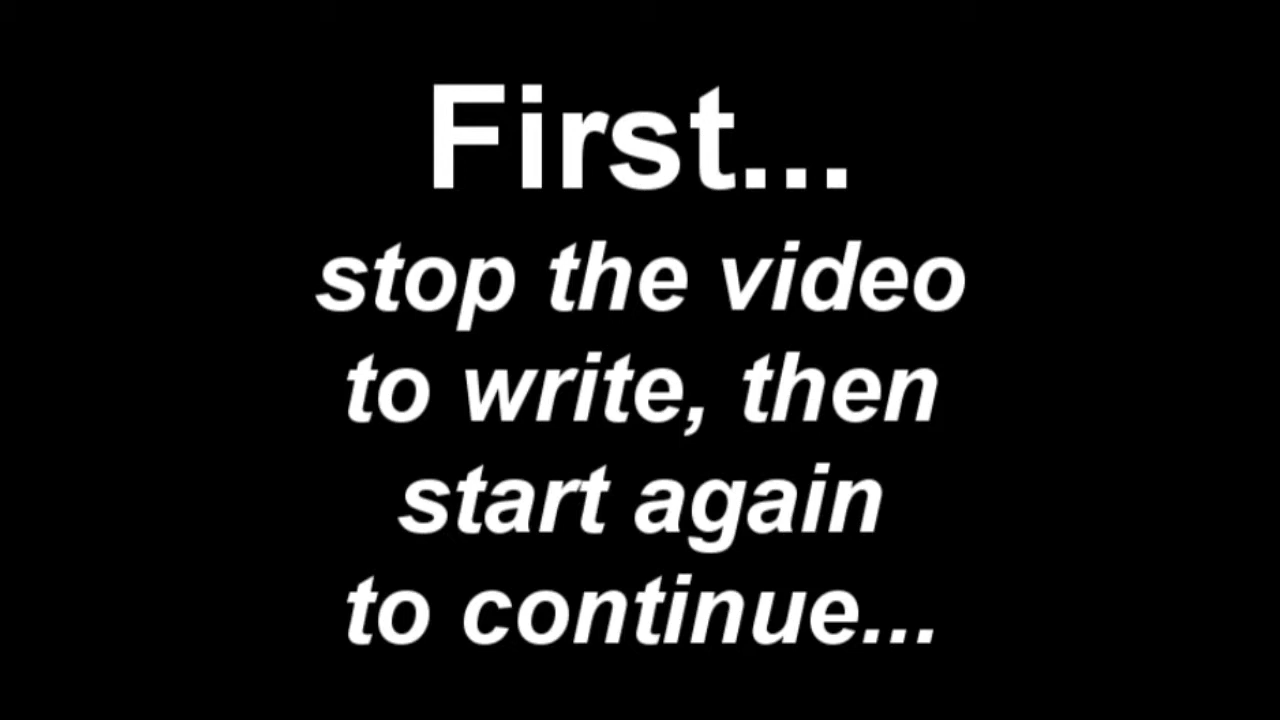 First...
stop the video
to write, then
start again
to continue...